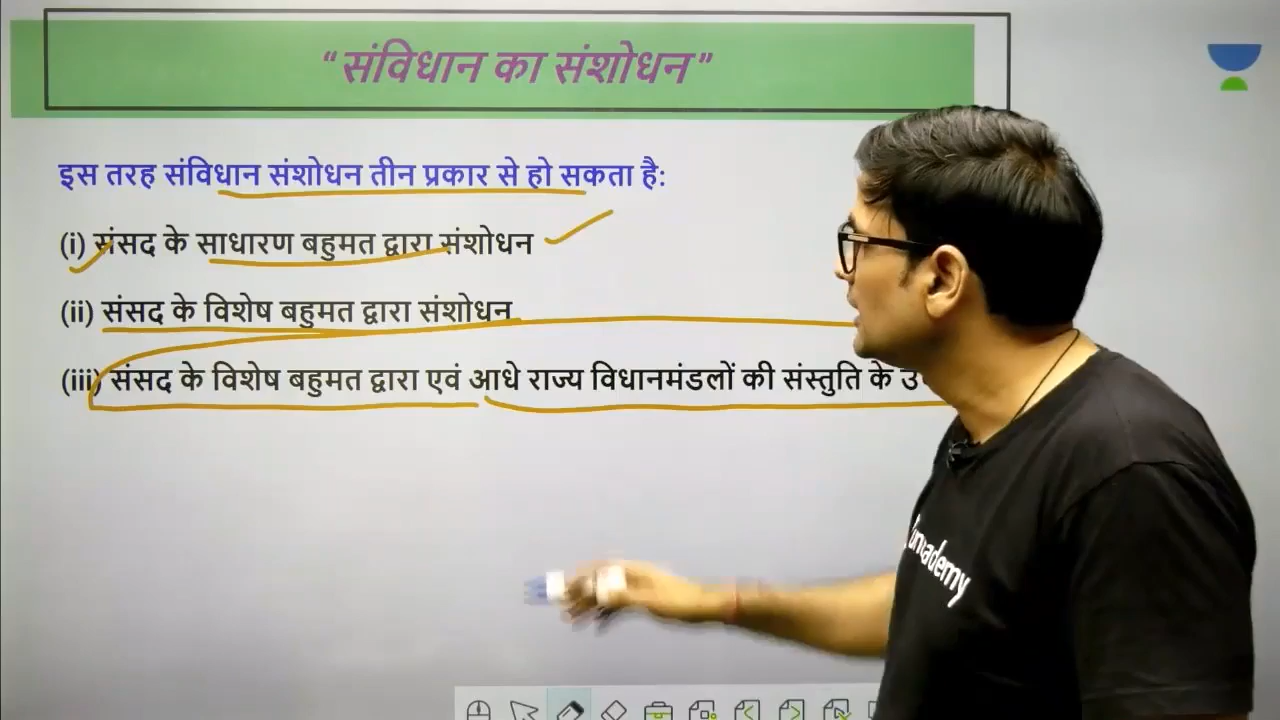 “संविधान का संशोधन”
इस तरह संविधान संशोधन तीन प्रकार से हो सकता है:
(i) संसद के साधारण बहुमत द्वारा संशोधन
(ii) संसद के विशेष बहुमत द्वारा संशोधन
(iii) संसद के विशेष बहुमत द्वारा एवं आधे राज्य विधानमंडलों की संस्तुति के
unacademy